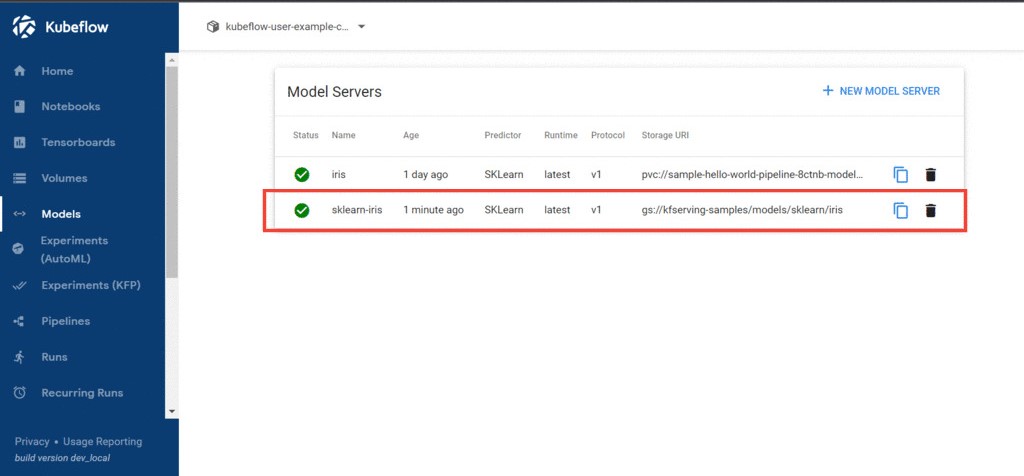 Kubeflow
kubeflow-user-example-c...
Home
Notebooks
Tensorboards
Volumes
Models
Experiments
(AutoML)
Experiments (KFP)
Pipelines
Runs
Recurring Runs
Privacy • Usage Reporting
build version dev_local
Model Servers
+ NEW MODEL SERVER
Status Name Age Predictor Runtime Protocol Storage URI
iris 1 day ago SKLearn latest v1 pvc://sample-hello-world-pipeline-8ctnb-model...
sklearn-iris 1 minute ago SKLearn latest v1 gs://kfserving-samples/models/sklearn/iris